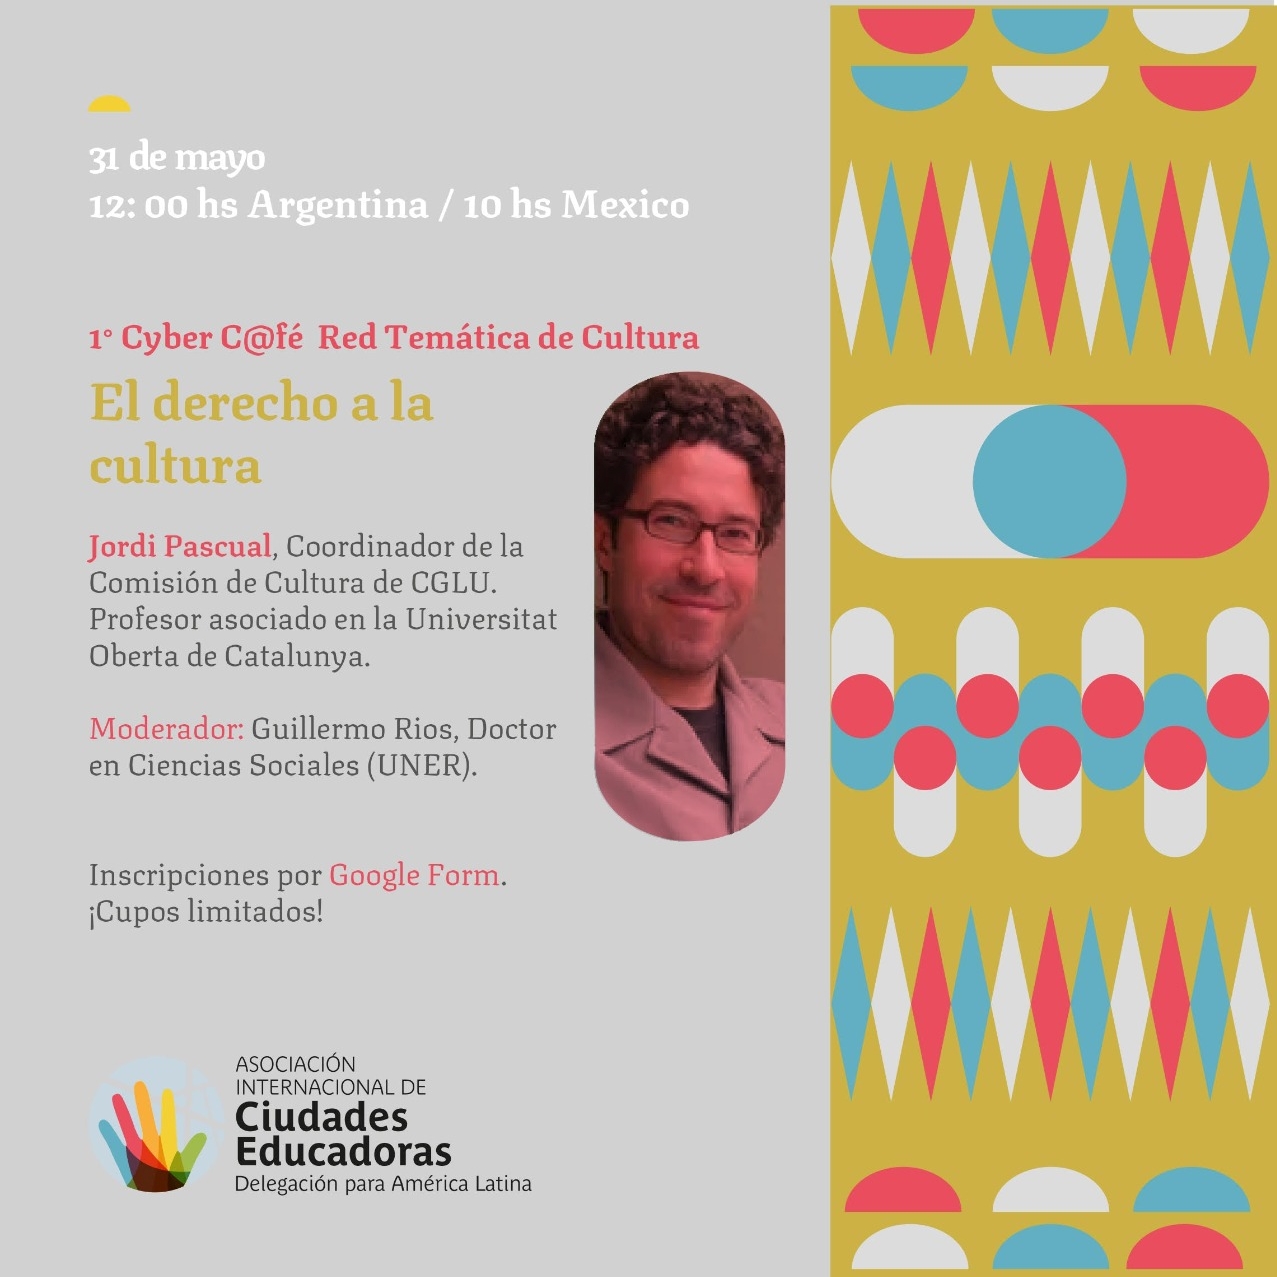 31 de mayo
12: 00 hs Argentina / 10 hs Mexico
1° Cyber C@fé  Red Temática de Cultura
El derecho a la
cultura
Jordi Pascual, Coordinador de la
Comisión de Cultura de CGLU.
Profesor asociado en la Universitat
Oberta de Catalunya.
Moderador: Guillermo Rios, Doctor
en Ciencias Sociales (UNER).
Inscripciones por Google Form.
¡Cupos limitados!
ASOCIACIÓN
INTERNACIONAL DE
Ciudades
Educadoras
Delegación para América Latina